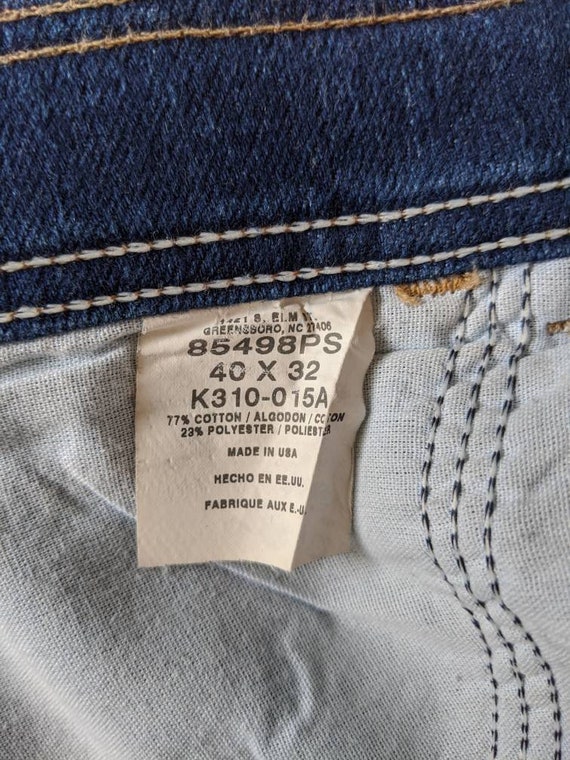 1421 S. ELM
GREENSBORO, NC 27406
85498PS
40 X 32
K310-015A
77% COTTON / ALGODON /
23% POLYESTER / POLIESTER
MADE IN USA
HECHO EN EE.UU.
FABRIQUE AUX E.-U.